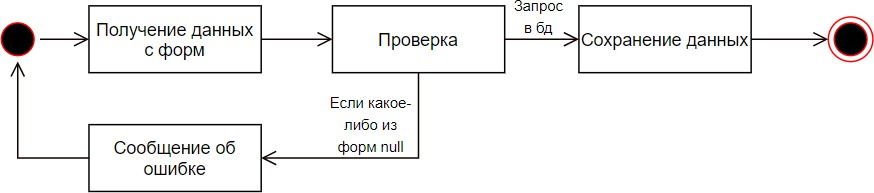 Получение данных
с форм
Проверка
Запрос
в бд
Сохранение данных
Если какое-
либо из
форм null
Сообщение об
ошибке